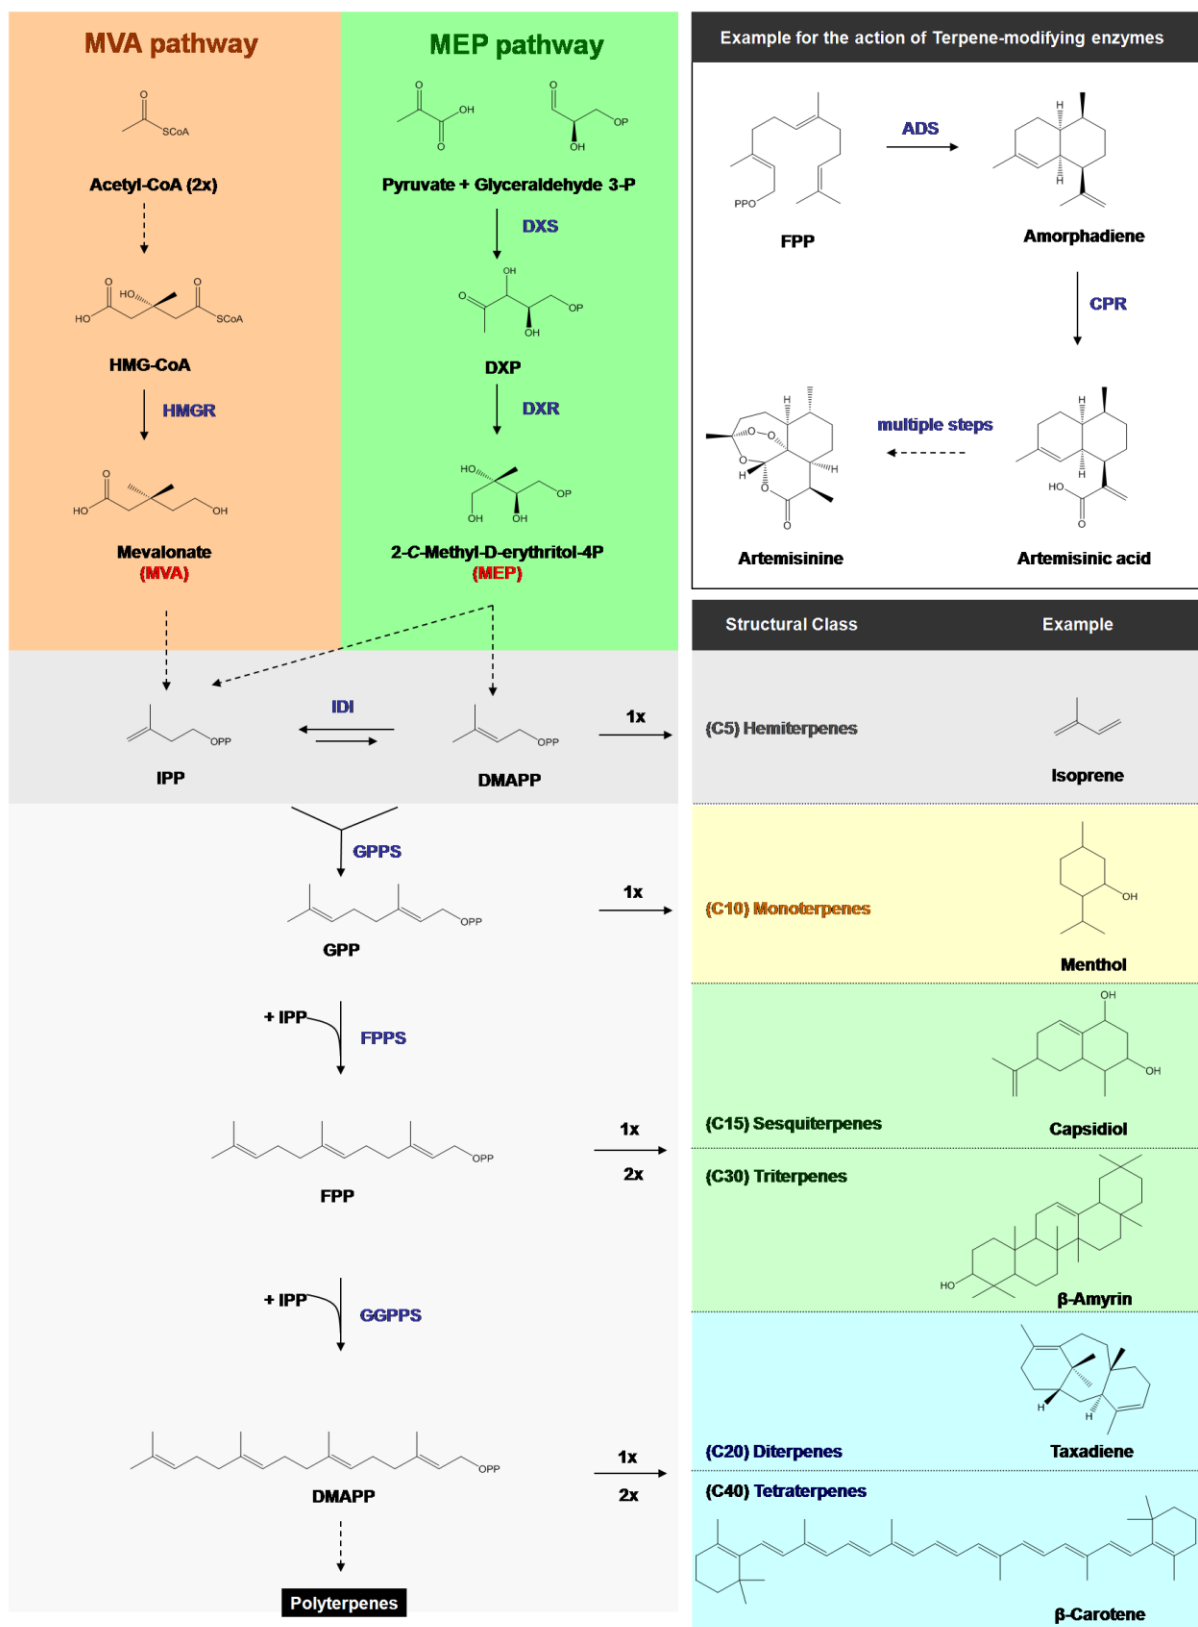 MVA pathway
O
SCoA
Acetyl-CoA (2x)
O
HO
O
HO
SCoA
HMG-CoA
HMGR
O
HO
OH
Mevalonate
(MVA)
MEP pathway
O
OH
O
O
OP
OH
Pyruvate + Glyceraldehyde 3-P
DXS
OH
O
OP
OH
DXP
DXR
HO
OP
OH
OH
2-C-Methyl-D-erythritol-4P
(MEP)
OPP
IPP
IDI
OPP
DMAPP
1x
GPPS
OPP
GPP
1x
+ IPP
FPPS
OPP
FPP
1x
2x
+ IPP
GGPPS
OPP
DMAPP
1x
2x
Polyterpenes
Example for the action of Terpene-modifying enzymes
PPO
FPP
ADS
H
H
Amorphadiene
CPR
H
H
HO
O
Artemisinic acid
multiple steps
H
O
O
O
H
H
O
O
Artemisinine
Structural Class Example
(C5) Hemiterpenes
Isoprene
(C10) Monoterpenes
OH
Menthol
OH
OH
(C15) Sesquiterpenes
Capsidiol
(C30) Triterpenes
HO
β-Amyrin
H
H
(C20) Diterpenes
Taxadiene
(C40) Tetraterpenes
β-Carotene